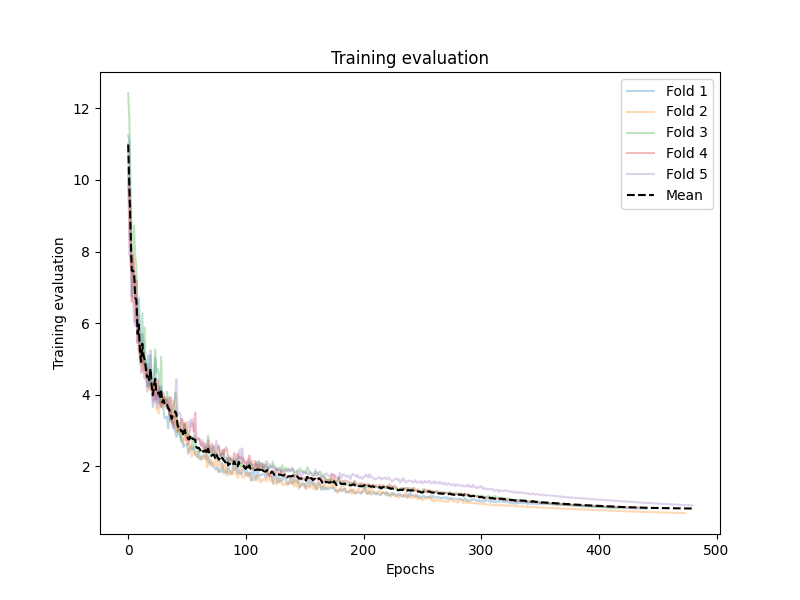 Training evaluation
Fold 1
Fold 2
Fold 3
Fold 4
Fold 5
Mean
Training evaluation
12
10
8
6
4
2
0
100
200
300
400
500
Epochs